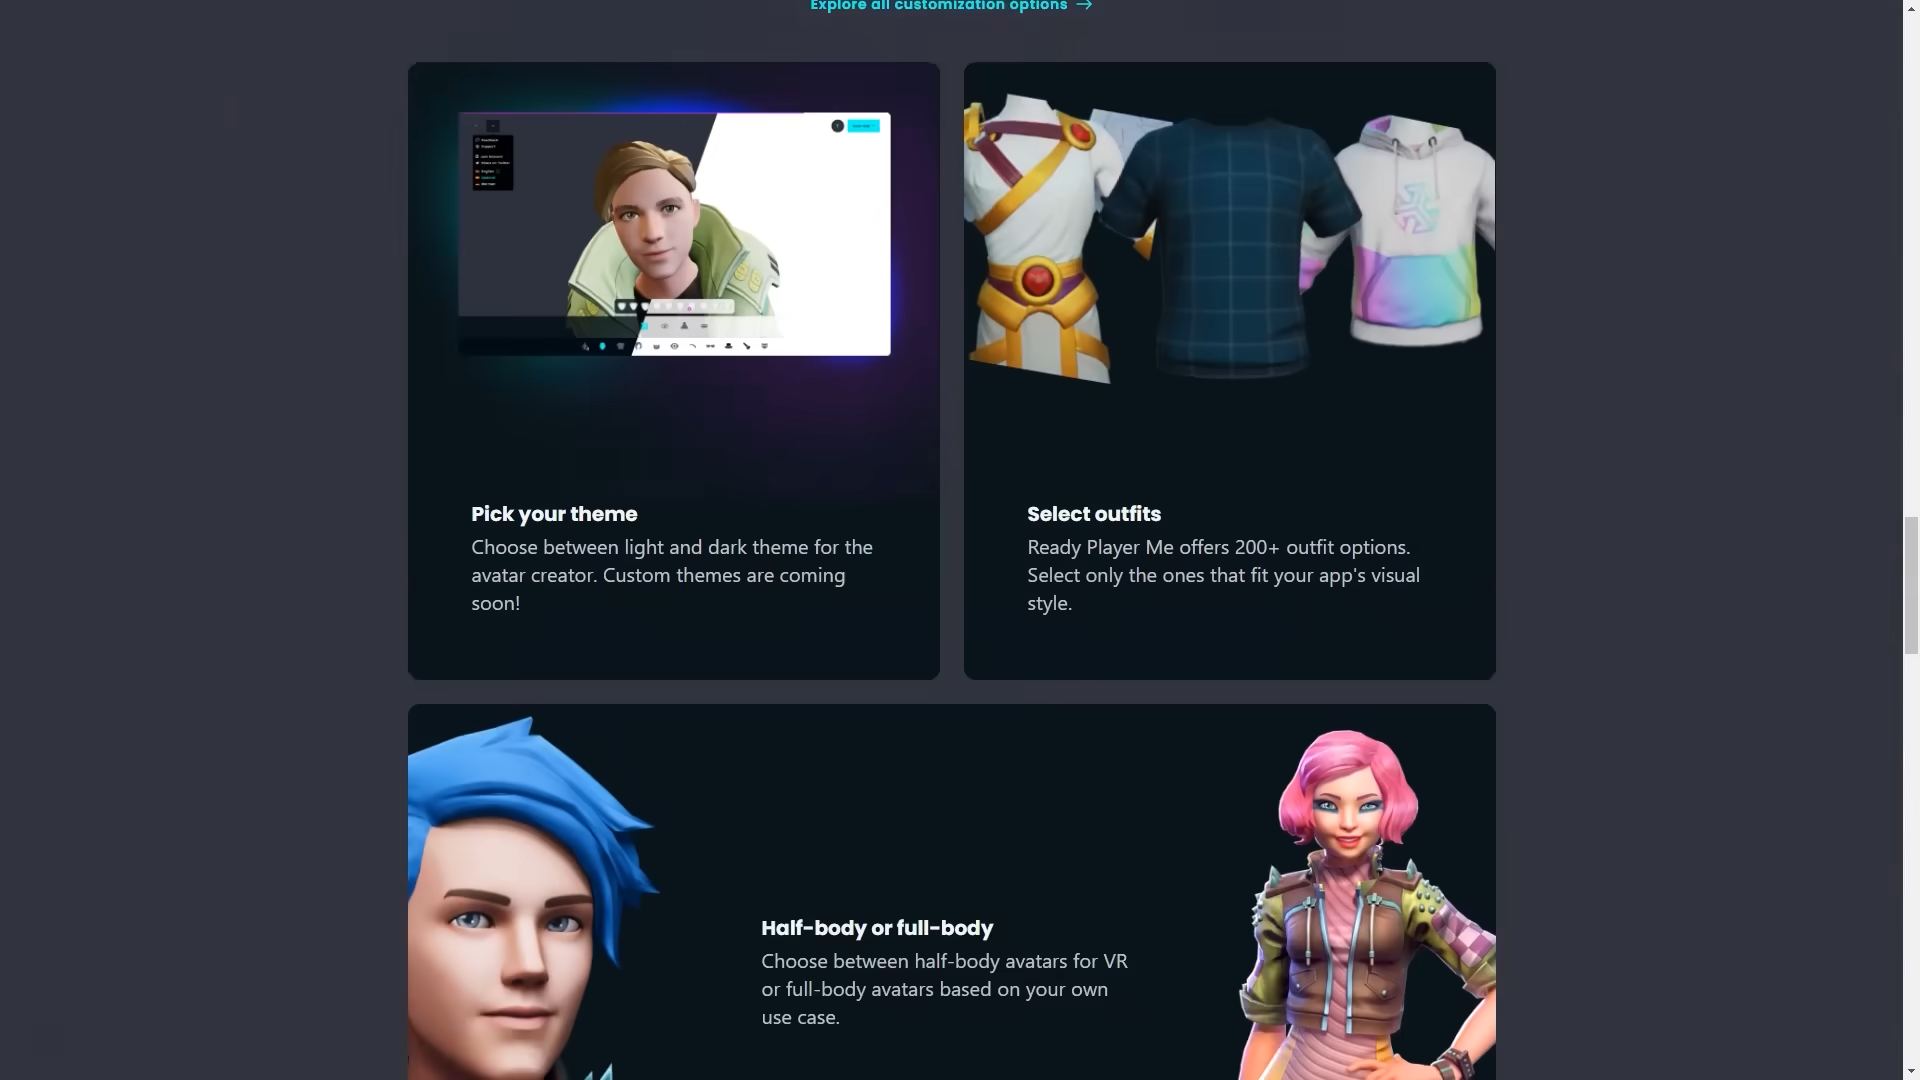 Explore all customization options →
Pick your theme
Choose between light and dark theme for the
avatar creator. Custom themes are coming
soon!
Select outfits
Ready Player Me offers 200+ outfit options.
Select only the ones that fit your app's visual
style.
Half-body or full-body
Choose between half-body avatars for VR
or full-body avatars based on your own
use case.